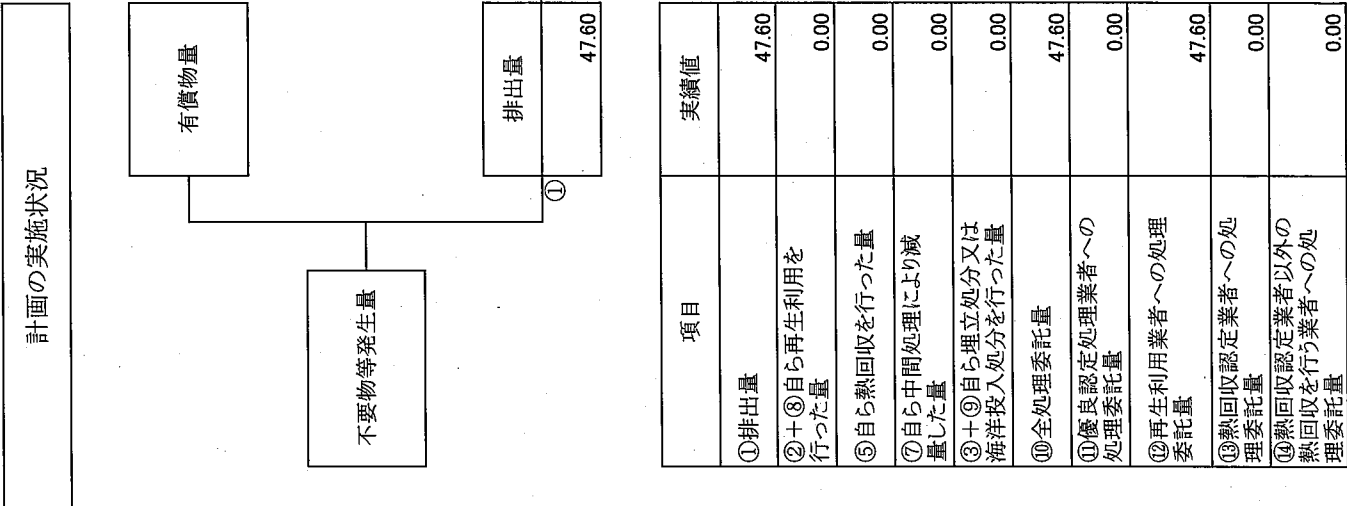 計画の実施状況
不要物等発生量
有償物量
排出量
①
47.60
項目
実績値
①排出量
47.60
②+⑧自ら再生利用を
行った量
0.00
⑤自ら熱回収を行った量
0.00
⑦自ら中間処理により減
量した量
0.00
③+⑨自ら埋立処分又は
海洋投入処分を行った量
0.00
⑩全処理委託量
47.60
⑪優良認定処理業者への
処理委託量
0.00
⑫再生利用業者への処理
委託量
47.60
⑬熱回収認定業者への処
理委託量
0.00
⑭熱回収認定業者以外の
熱回収を行う業者への処
理委託量
0.00